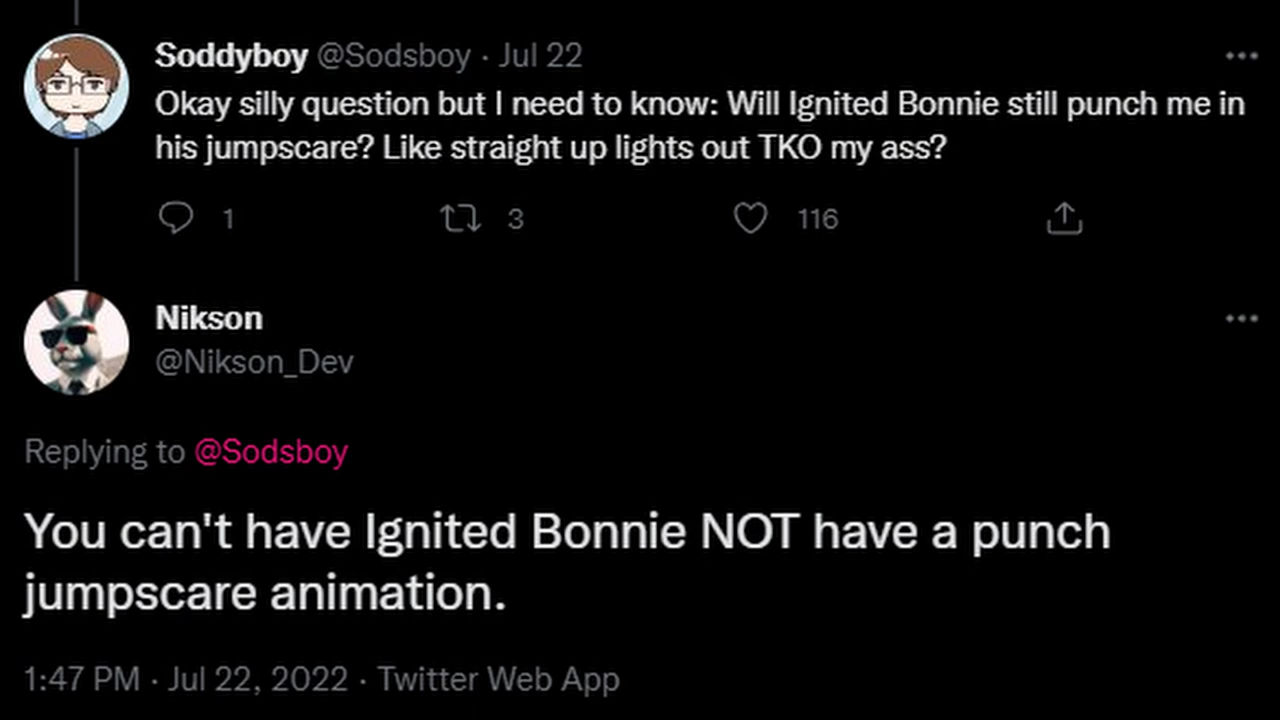 Soddyboy @Sodsboy · Jul 22
Okay silly question but I need to know: Will Ignited Bonnie still punch me in
his jumpscare? Like straight up lights out TKO my ass?
1 3 116
Nikson
@Nikson_Dev
Replying to @Sodsboy
You can't have Ignited Bonnie NOT have a punch
jumpscare animation.
1:47 PM · Jul 22, 2022 · Twitter Web App